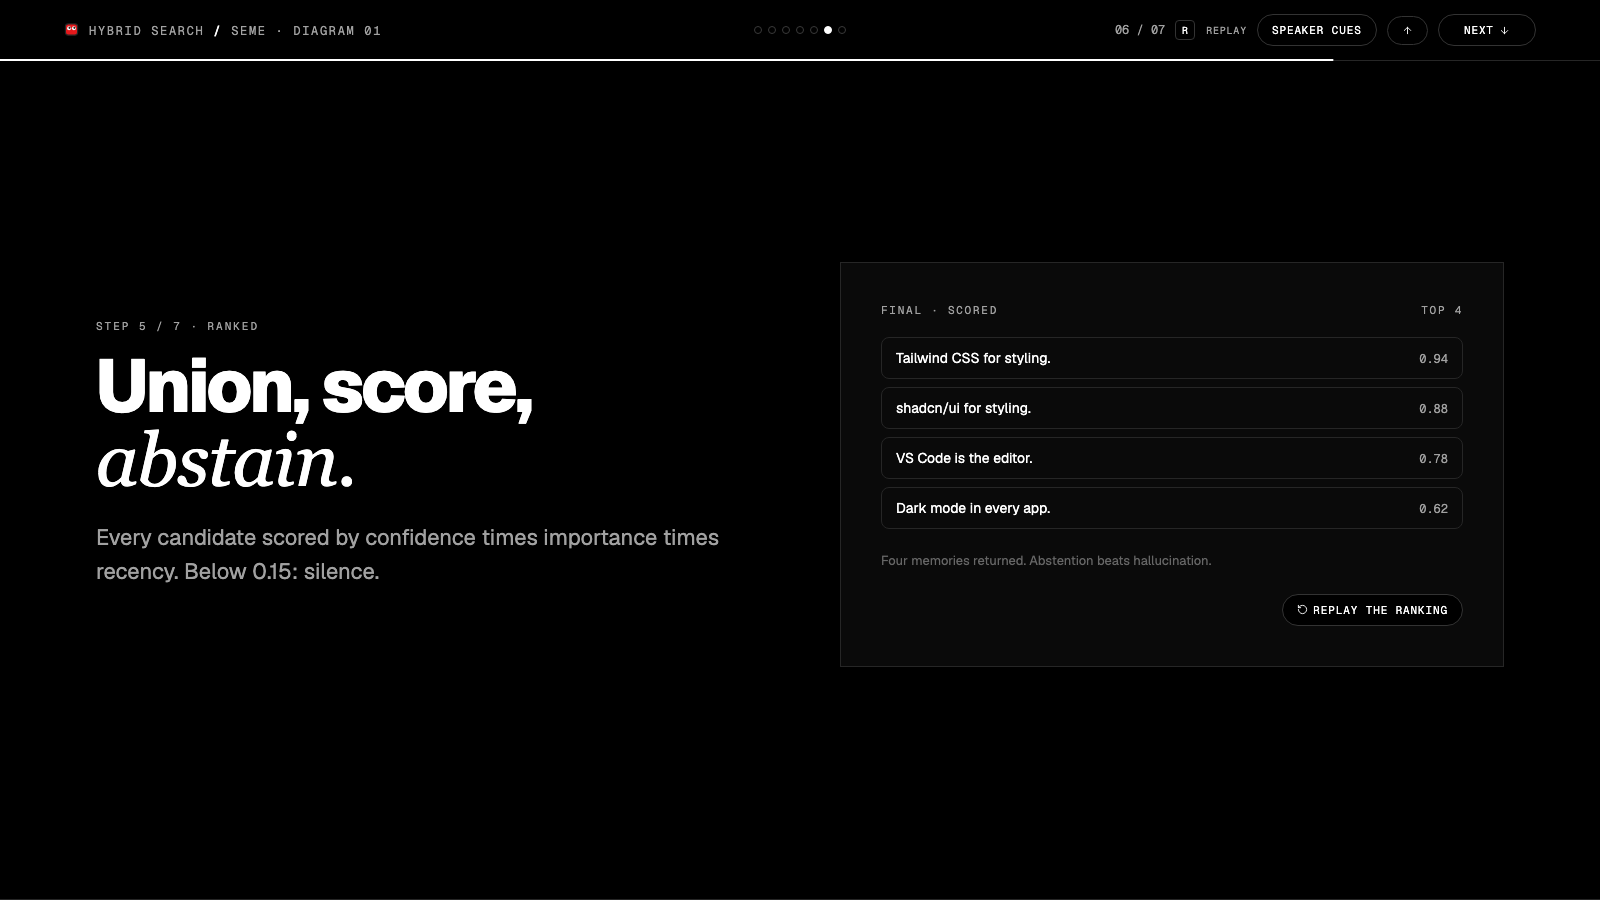 HYBRID SEARCH / SEME · DIAGRAM 01
06 / 07 R REPLAY SPEAKER CUES ↑ NEXT ↓
STEP 5 / 7 · RANKED
Union, score,
abstain.
Every candidate scored by confidence times importance times
recency. Below 0.15: silence.
FINAL · SCORED TOP 4
Tailwind CSS for styling. 0.94
shadcn/ui for styling. 0.88
VS Code is the editor. 0.78
Dark mode in every app. 0.62
Four memories returned. Abstention beats hallucination.
REPLAY THE RANKING